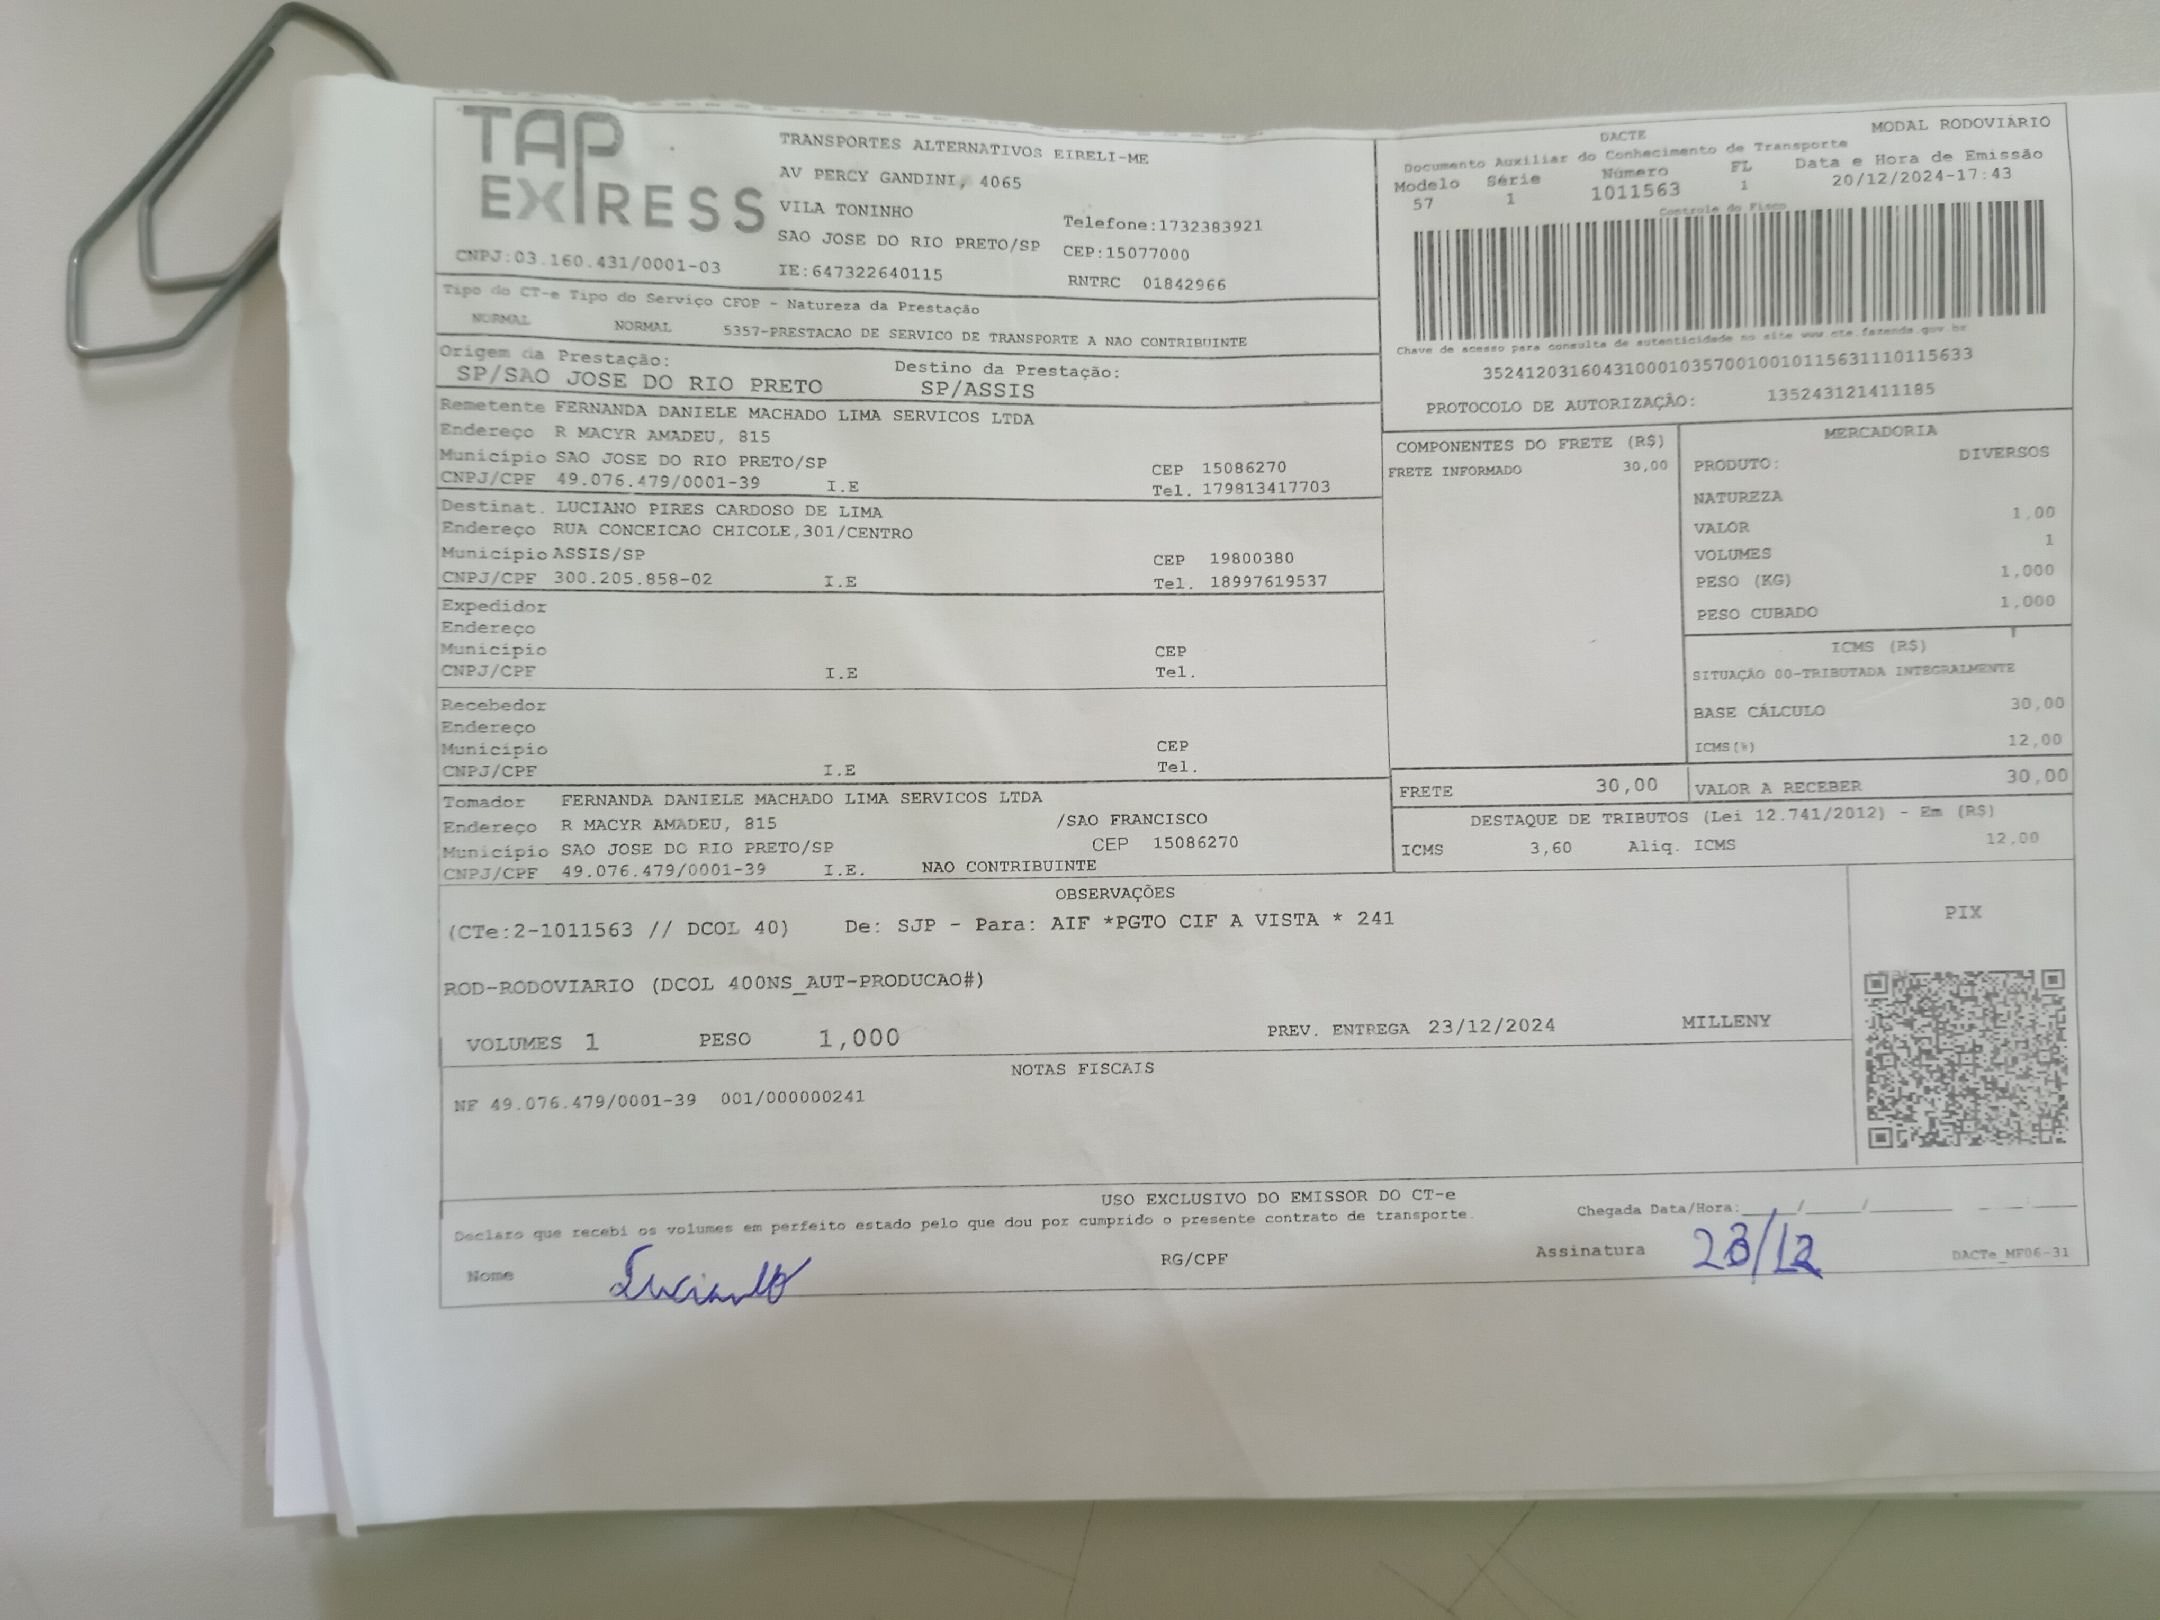 TAP EXPRESS
TRANSPORTES ALTERNATIVOS EIRELI-ME
AV PERCY GANDINI, 4065
VILA TONINHO
Telefone:1732383921
SAO JOSE DO RIO PRETO/SP CEP:15077000
CNPJ:03.160.431/0001-03 IE:647322640115 RNTRC 01842966
DACTE MODAL RODOVIÁRIO
Documento Auxiliar do Conhecimento de Transporte
Modelo Série Número FL Data e Hora de Emissão
57 1 1011563 1 20/12/2024-17:43
Controle do Fisco
Chave de acesso para consulta de autenticidade no site www.cte.fazenda.gov.br
35241203160431000103570010010115631110115633
PROTOCOLO DE AUTORIZAÇÃO: 135243121411185
Tipo do CT-e Tipo do Serviço CFOP - Natureza da Prestação
NORMAL NORMAL 5357-PRESTACAO DE SERVICO DE TRANSPORTE A NAO CONTRIBUINTE
Origem da Prestação: Destino da Prestação:
SP/SAO JOSE DO RIO PRETO SP/ASSIS
Remetente FERNANDA DANIELE MACHADO LIMA SERVICOS LTDA
Endereço R MACYR AMADEU, 815
Município SAO JOSE DO RIO PRETO/SP CEP 15086270
CNPJ/CPF 49.076.479/0001-39 I.E Tel. 179813417703
Destinat. LUCIANO PIRES CARDOSO DE LIMA
Endereço RUA CONCEICAO CHICOLE,301/CENTRO
Município ASSIS/SP CEP 19800380
CNPJ/CPF 300.205.858-02 I.E Tel. 18997619537
Expedidor
Endereço
Município CEP
CNPJ/CPF I.E Tel.
Recebedor
Endereço
Município CEP
CNPJ/CPF I.E Tel.
Tomador FERNANDA DANIELE MACHADO LIMA SERVICOS LTDA
Endereço R MACYR AMADEU, 815 /SAO FRANCISCO
Município SAO JOSE DO RIO PRETO/SP CEP 15086270
CNPJ/CPF 49.076.479/0001-39 I.E. NAO CONTRIBUINTE
COMPONENTES DO FRETE (R$)
FRETE INFORMADO 30,00
MERCADORIA
PRODUTO: DIVERSOS
NATUREZA
VALOR 1,00
VOLUMES 1
PESO (KG) 1,000
PESO CUBADO 1,000
ICMS (R$)
SITUAÇÃO 00-TRIBUTADA INTEGRALMENTE
BASE CÁLCULO 30,00
ICMS(%) 12,00
FRETE 30,00 VALOR A RECEBER 30,00
DESTAQUE DE TRIBUTOS (Lei 12.741/2012) - Em (R$)
ICMS 3,60 Aliq. ICMS 12,00
OBSERVAÇÕES
(CTe:2-1011563 // DCOL 40) De: SJP - Para: AIF *PGTO CIF A VISTA * 241
ROD-RODOVIARIO (DCOL 400NS_AUT-PRODUCAO#)
VOLUMES 1 PESO 1,000 PREV. ENTREGA 23/12/2024 MILLENY
PIX
NOTAS FISCAIS
NF 49.076.479/0001-39 001/000000241
USO EXCLUSIVO DO EMISSOR DO CT-e
Declaro que recebi os volumes em perfeito estado pelo que dou por cumprido o presente contrato de transporte.
Chegada Data/Hora:____/____/______ __:__
Nome Luciano RG/CPF Assinatura 23/12 DACTe_MF06-31